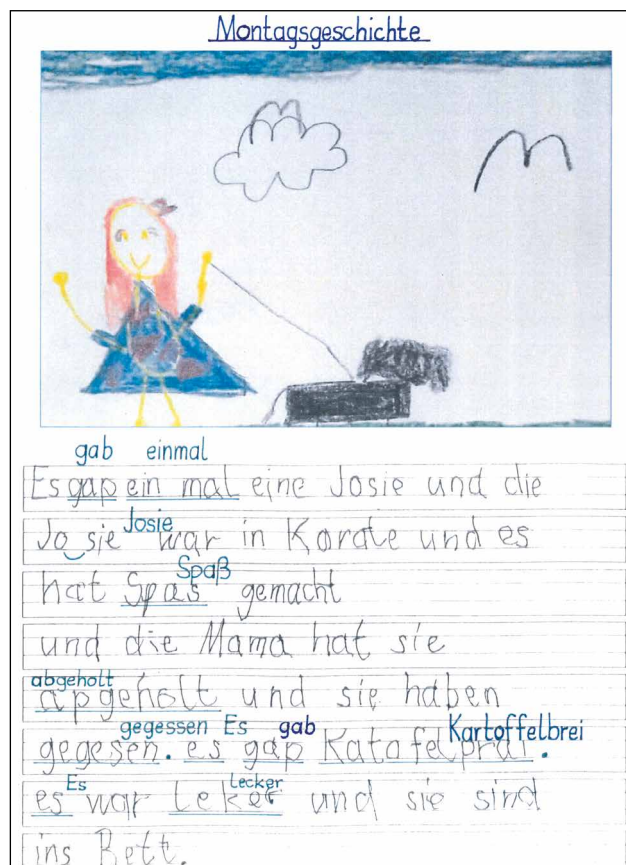 Montagsgeschichte
gab einmal
Es gap ein mal eine Josie und die
Josie
Jo sie war in Karate und es
Spaß
hat Spas gemacht
und die Mama hat sie
abgeholt
apgeholt und sie haben
gegessen Es gab Kartoffelbrei
gegesen. es gap Katofelprai.
Es Lecker
es war leker und sie sind
ins Bett.